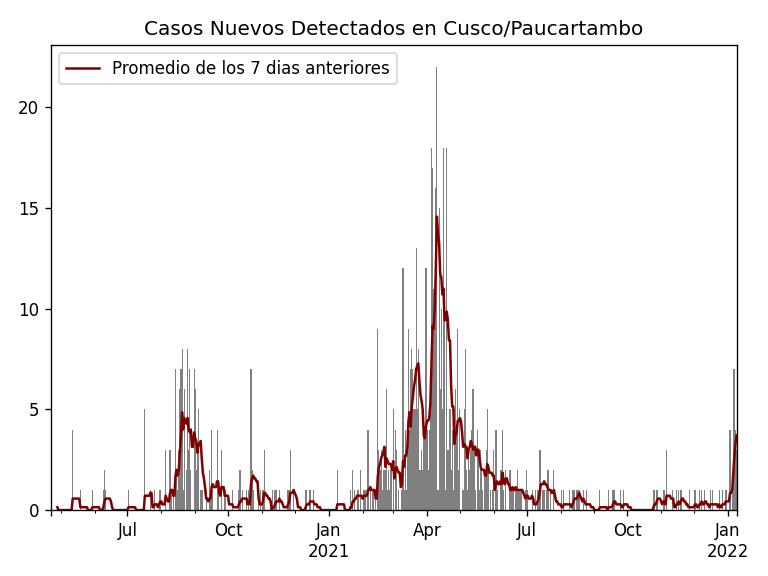 Casos Nuevos Detectados en Cusco/Paucartambo
Promedio de los 7 dias anteriores
20
15
10
5
0
Jul Oct Jan Apr Jul Oct Jan
2021 2022